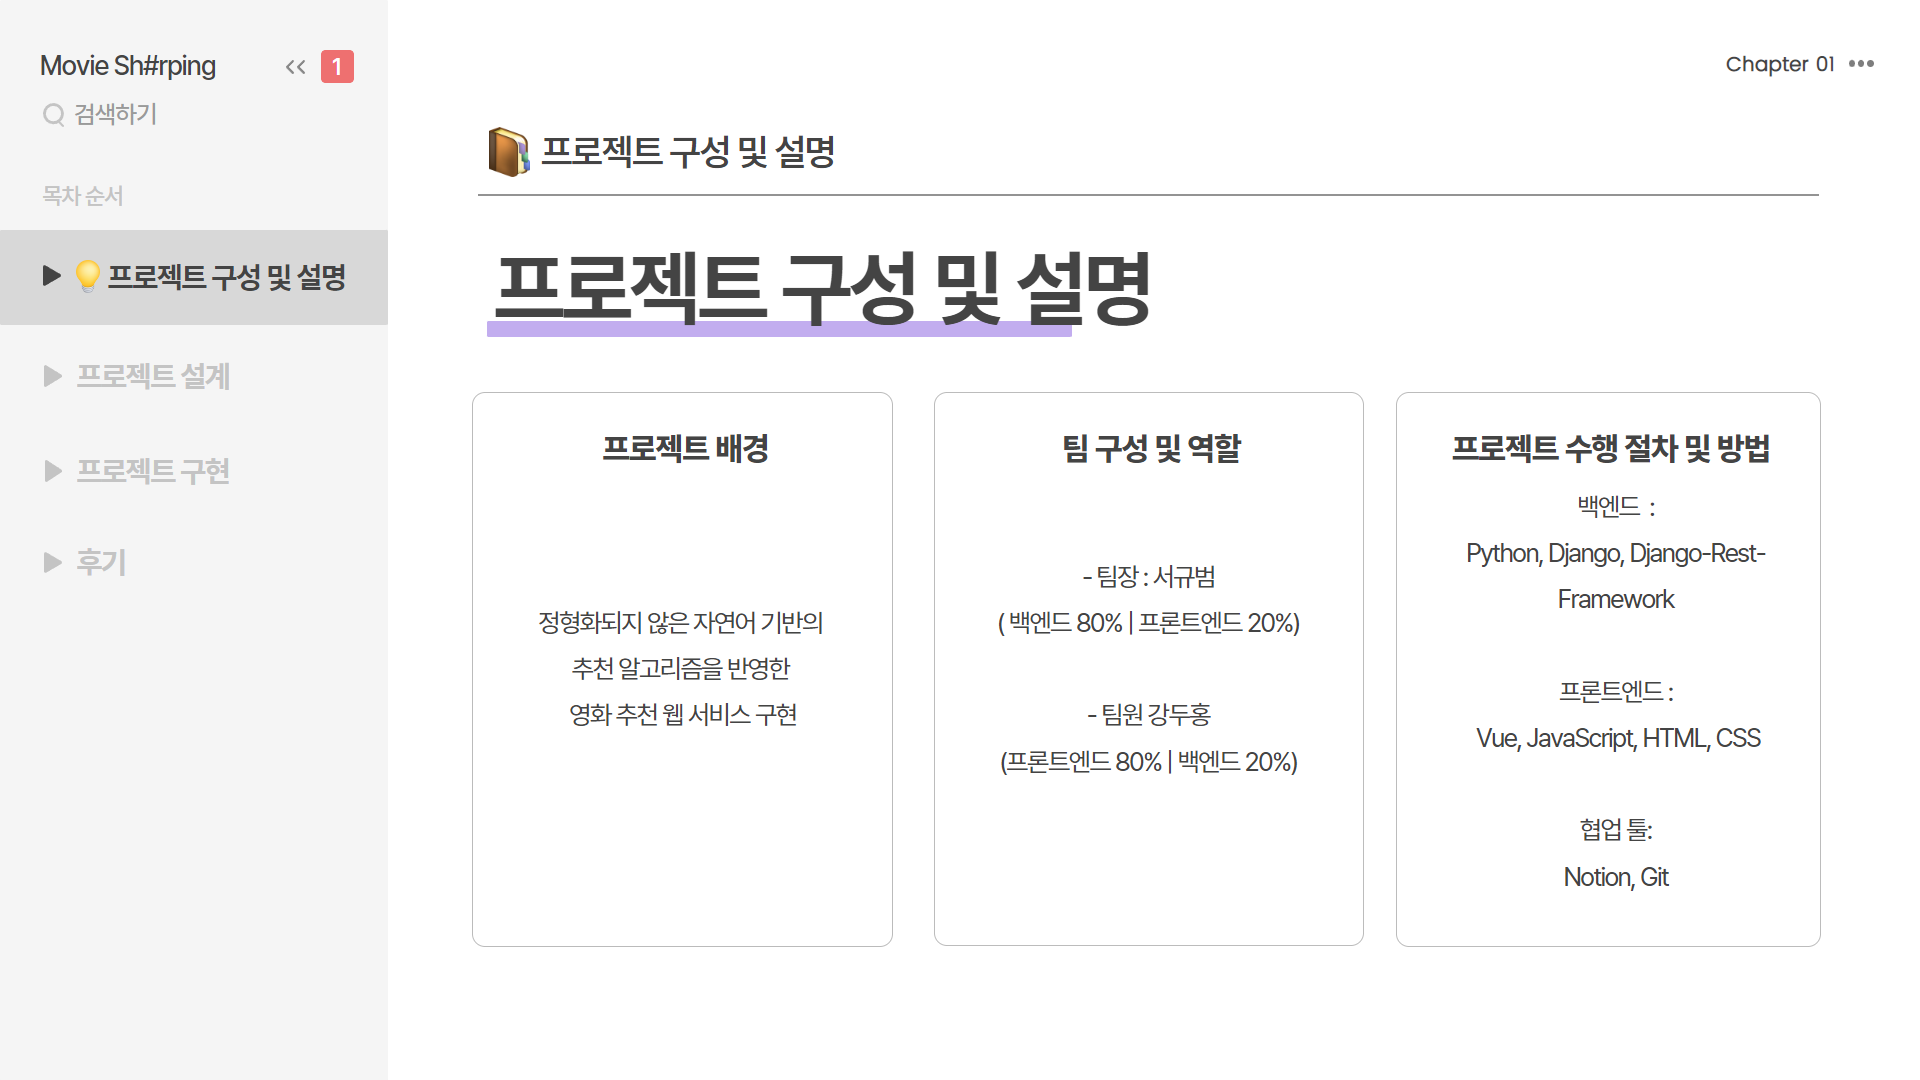 Movie Sh#rping
1
검색하기
목차 순서
프로젝트 구성 및 설명
프로젝트 설계
프로젝트 구현
후기
Chapter 01
프로젝트 구성 및 설명
프로젝트 구성 및 설명
프로젝트 배경
정형화되지 않은 자연어 기반의
추천 알고리즘을 반영한
영화 추천 웹 서비스 구현
팀 구성 및 역할
- 팀장 : 서규범
( 백엔드 80% | 프론트엔드 20%)
- 팀원 강두홍
(프론트엔드 80% | 백엔드 20%)
프로젝트 수행 절차 및 방법
백엔드 :
Python, Django, Django-Rest-
Framework
프론트엔드 :
Vue, JavaScript, HTML, CSS
협업 툴:
Notion, Git